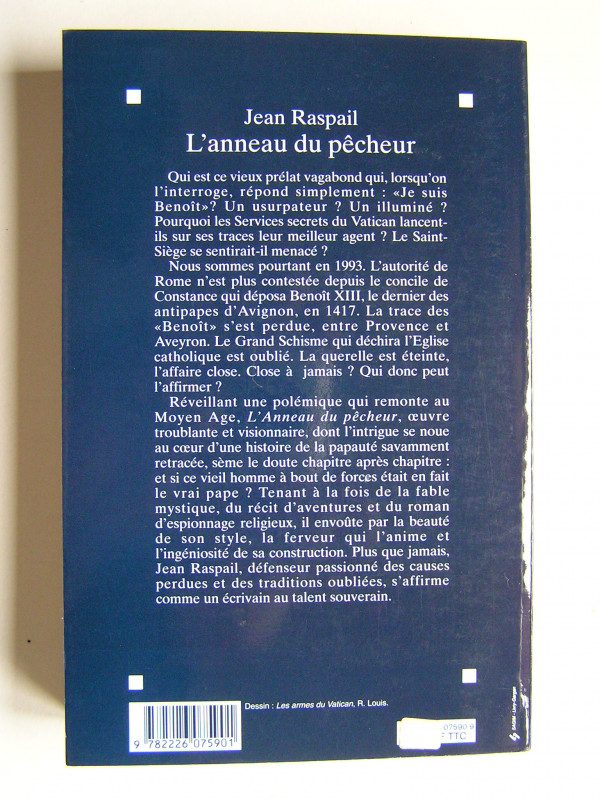 Jean Raspail
L'anneau du pêcheur
Qui est ce vieux prélat vagabond qui, lorsqu'on
l'interroge, répond simplement : «Je suis
Benoît»? Un usurpateur ? Un illuminé ?
Pourquoi les Services secrets du Vatican lancent-
ils sur ses traces leur meilleur agent ? Le Saint-
Siège se sentirait-il menacé ?
Nous sommes pourtant en 1993. L'autorité de
Rome n'est plus contestée depuis le concile de
Constance qui déposa Benoît XIII, le dernier des
antipapes d'Avignon, en 1417. La trace des
«Benoît» s'est perdue, entre Provence et
Aveyron. Le Grand Schisme qui déchira l'Eglise
catholique est oublié. La querelle est éteinte,
l'affaire close. Close à jamais ? Qui donc peut
l'affirmer ?
Réveillant une polémique qui remonte au
Moyen Age, L'Anneau du pêcheur, œuvre
troublante et visionnaire, dont l'intrigue se noue
au cœur d'une histoire de la papauté savamment
retracée, sème le doute chapitre après chapitre :
et si ce vieil homme à bout de forces était en fait
le vrai pape ? Tenant à la fois de la fable
mystique, du récit d'aventures et du roman
d'espionnage religieux, il envoûte par la beauté
de son style, la ferveur qui l'anime et
l'ingéniosité de sa construction. Plus que jamais,
Jean Raspail, défenseur passionné des causes
perdues et des traditions oubliées, s'affirme
comme un écrivain au talent souverain.
Dessin : Les armes du Vatican, R. Louis.
9 782226 075901
07590 9
F TTC